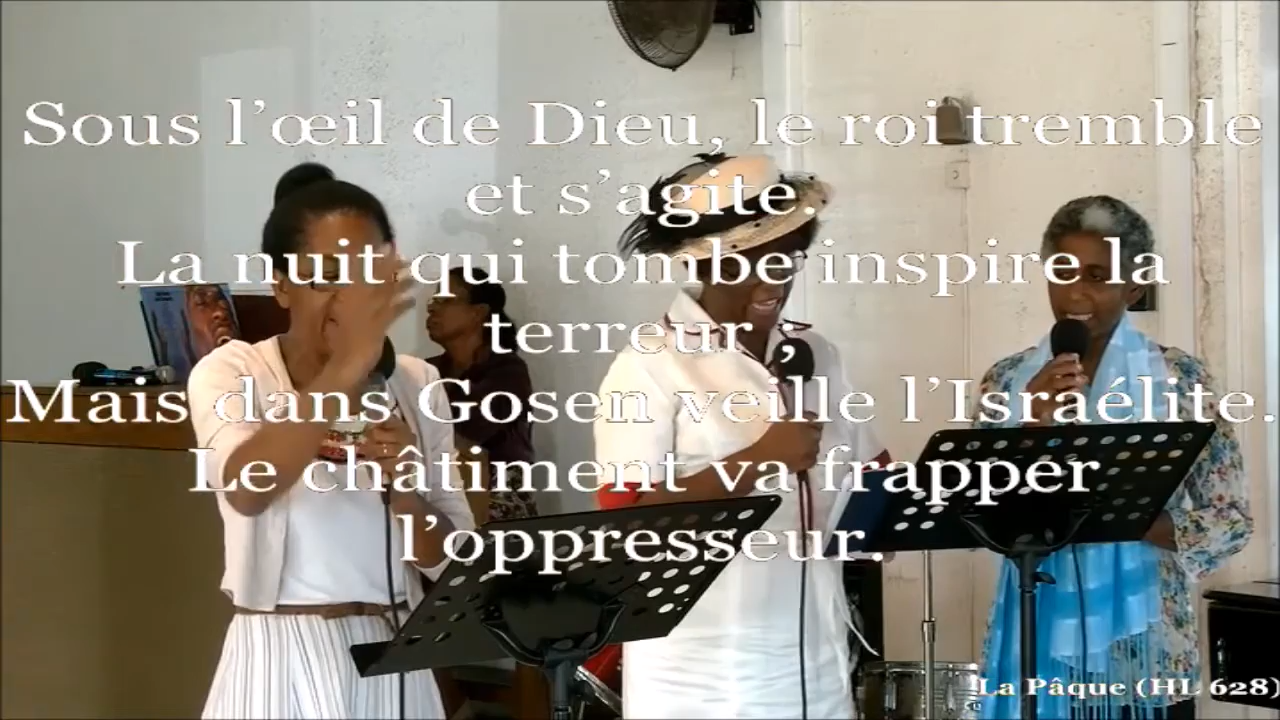 Sous l’œil de Dieu, le roi tremble
et s’agite.
La nuit qui tombe inspire la
terreur ;
Mais dans Gosen veille l’Israélite.
Le châtiment va frapper
l’oppresseur.
La Pâque (HL 628)